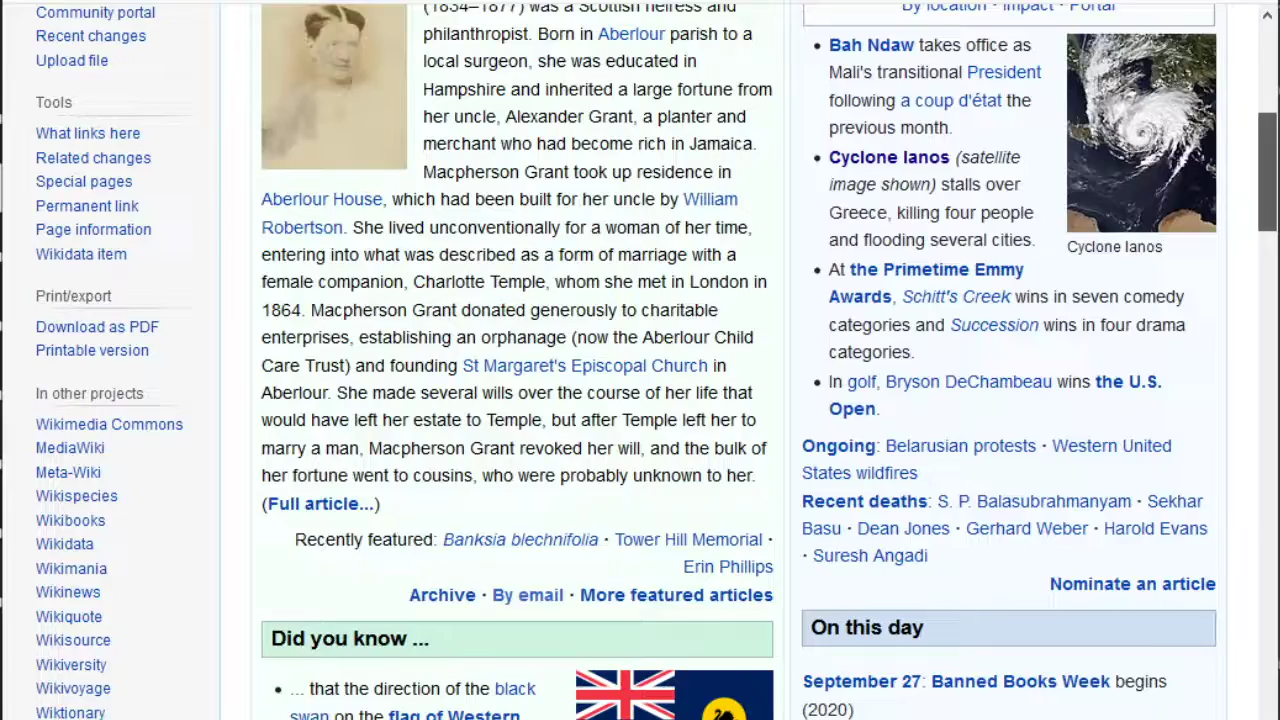 Community portal
Recent changes
Upload file
Tools
What links here
Related changes
Special pages
Permanent link
Page information
Wikidata item
Print/export
Download as PDF
Printable version
In other projects
Wikimedia Commons
MediaWiki
Meta-Wiki
Wikispecies
Wikibooks
Wikidata
Wikimania
Wikinews
Wikiquote
Wikisource
Wikiversity
Wikivoyage
Wiktionary
(1834–1877) was a Scottish heiress and
philanthropist. Born in Aberlour parish to a
local surgeon, she was educated in
Hampshire and inherited a large fortune from
her uncle, Alexander Grant, a planter and
merchant who had become rich in Jamaica.
Macpherson Grant took up residence in
Aberlour House, which had been built for her uncle by William
Robertson. She lived unconventionally for a woman of her time,
entering into what was described as a form of marriage with a
female companion, Charlotte Temple, whom she met in London in
1864. Macpherson Grant donated generously to charitable
enterprises, establishing an orphanage (now the Aberlour Child
Care Trust) and founding St Margaret's Episcopal Church in
Aberlour. She made several wills over the course of her life that
would have left her estate to Temple, but after Temple left her to
marry a man, Macpherson Grant revoked her will, and the bulk of
her fortune went to cousins, who were probably unknown to her.
(Full article...)
Recently featured: Banksia blechnifolia · Tower Hill Memorial ·
Erin Phillips
Archive · By email · More featured articles
Did you know ...
• ... that the direction of the black
swan on the flag of Western
By location · Impact · Portal
• Bah Ndaw takes office as
Mali's transitional President
following a coup d'état the
previous month.
• Cyclone Ianos (satellite
image shown) stalls over
Greece, killing four people
and flooding several cities.
Cyclone Ianos
• At the Primetime Emmy
Awards, Schitt's Creek wins in seven comedy
categories and Succession wins in four drama
categories.
• In golf, Bryson DeChambeau wins the U.S.
Open.
Ongoing: Belarusian protests · Western United
States wildfires
Recent deaths: S. P. Balasubrahmanyam · Sekhar
Basu · Dean Jones · Gerhard Weber · Harold Evans
· Suresh Angadi
Nominate an article
On this day
September 27: Banned Books Week begins
(2020)